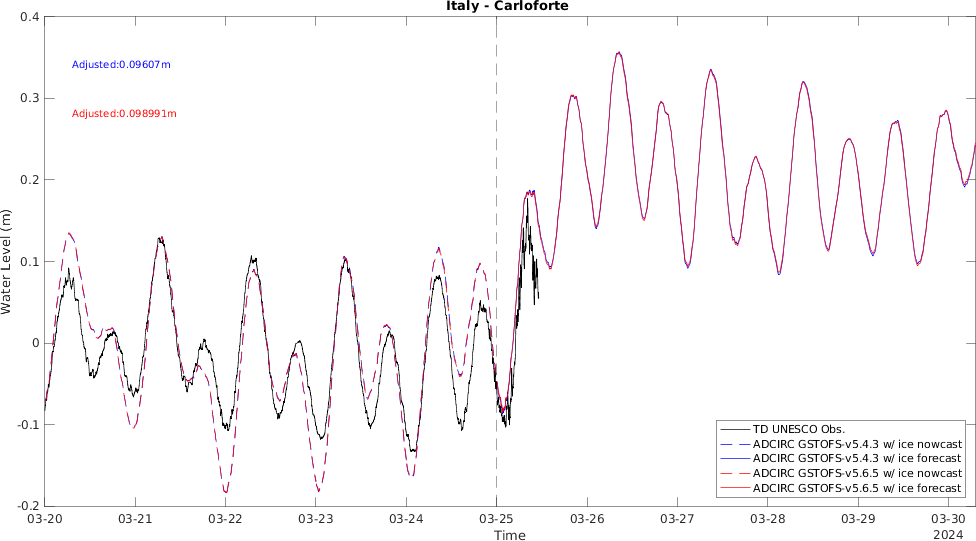 Italy - Carloforte
0.4
0.3
0.2
0.1
0
-0.1
-0.2
Water Level (m)
Adjusted:0.09607m
Adjusted:0.098991m
TD UNESCO Obs.
ADCIRC GSTOFS-v5.4.3 w/ ice nowcast
ADCIRC GSTOFS-v5.4.3 w/ ice forecast
ADCIRC GSTOFS-v5.6.5 w/ ice nowcast
ADCIRC GSTOFS-v5.6.5 w/ ice forecast
03-20 03-21 03-22 03-23 03-24 03-25 03-26 03-27 03-28 03-29 03-30
Time
2024